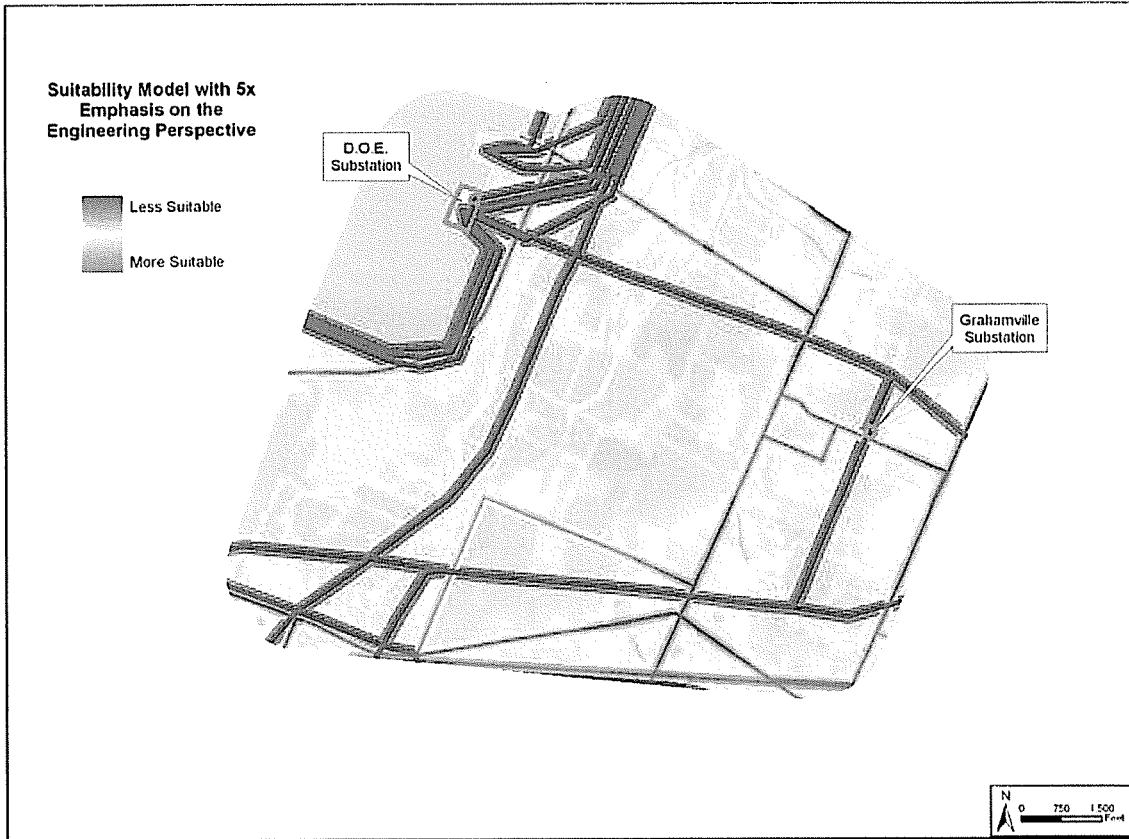 Suitability Model with 5x
Emphasis on the
Engineering Perspective
Less Suitable
More Suitable
D.O.E.
Substation
Grahamville
Substation
N
0 750 1,500
Feet